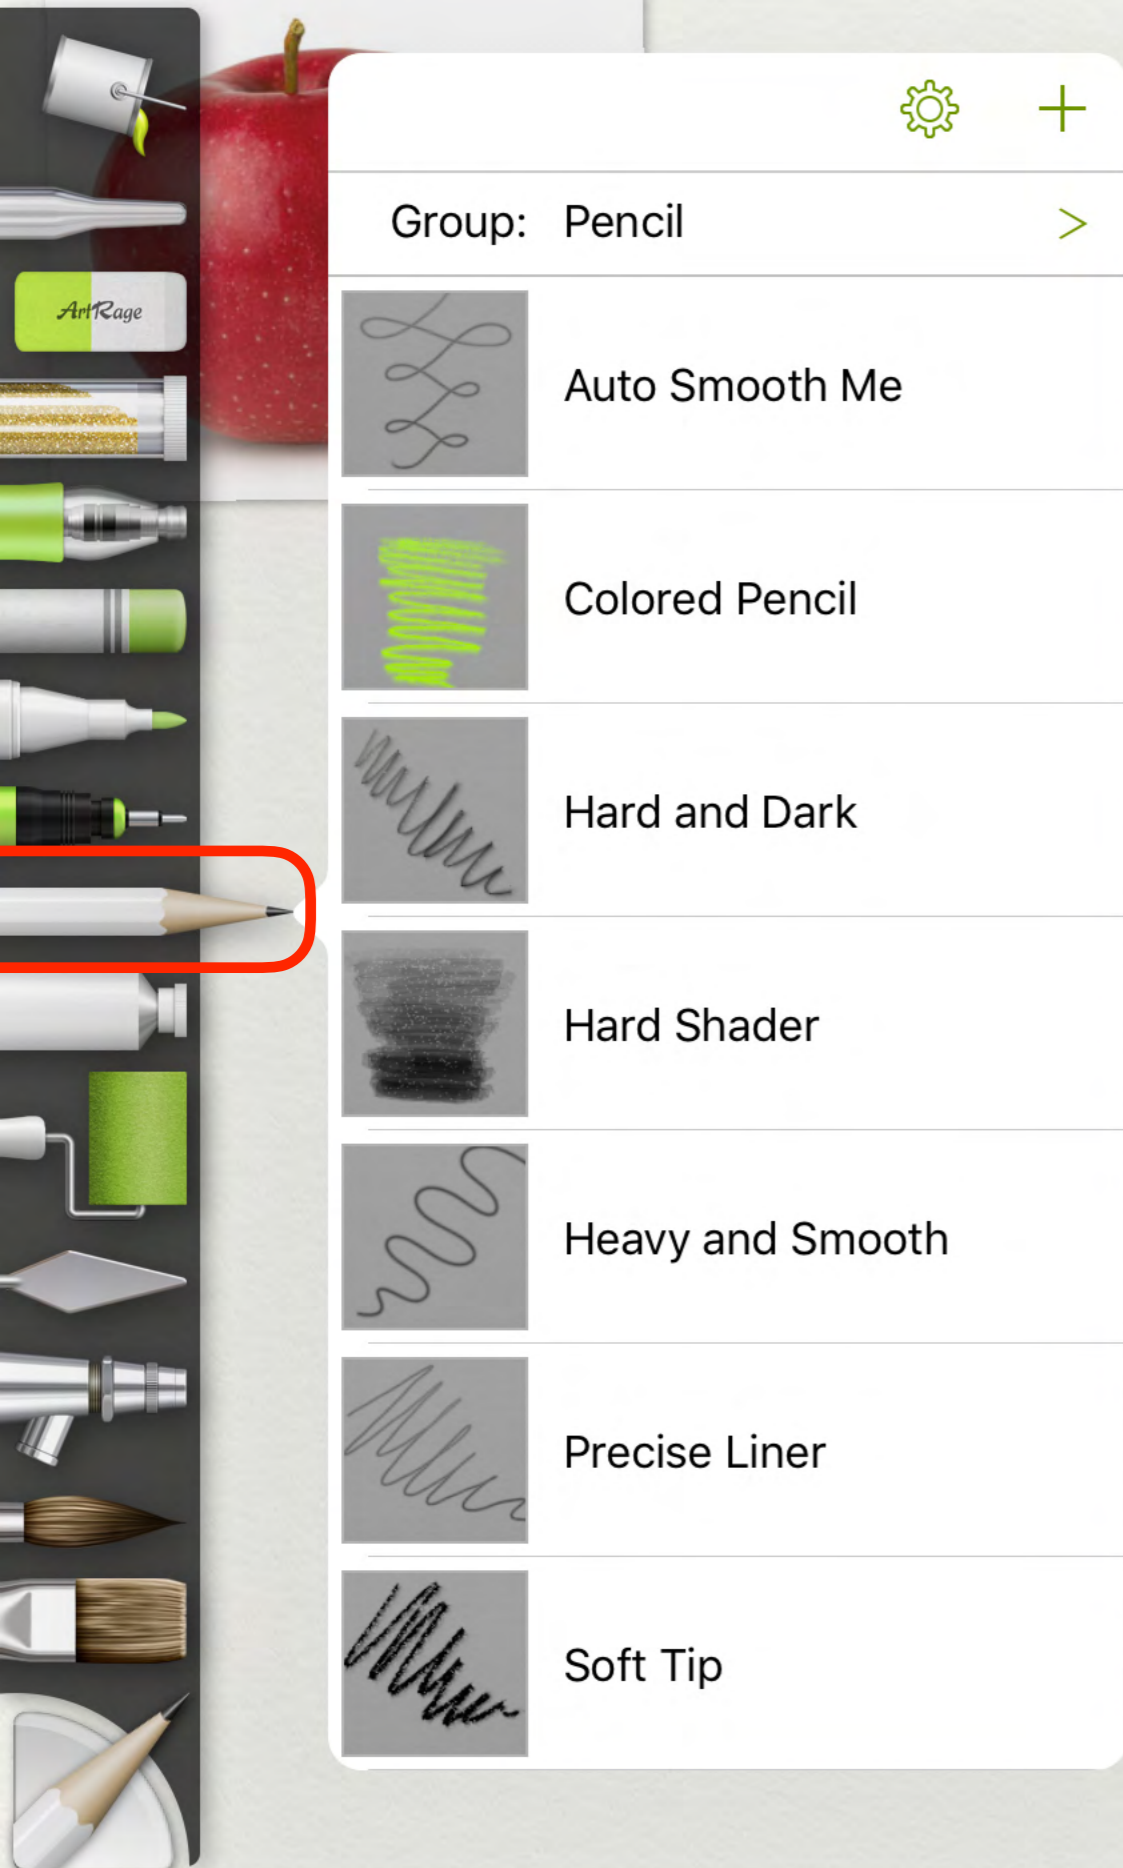 ArtRage
Group: Pencil
Auto Smooth Me
Colored Pencil
Hard and Dark
Hard Shader
Heavy and Smooth
Precise Liner
Soft Tip